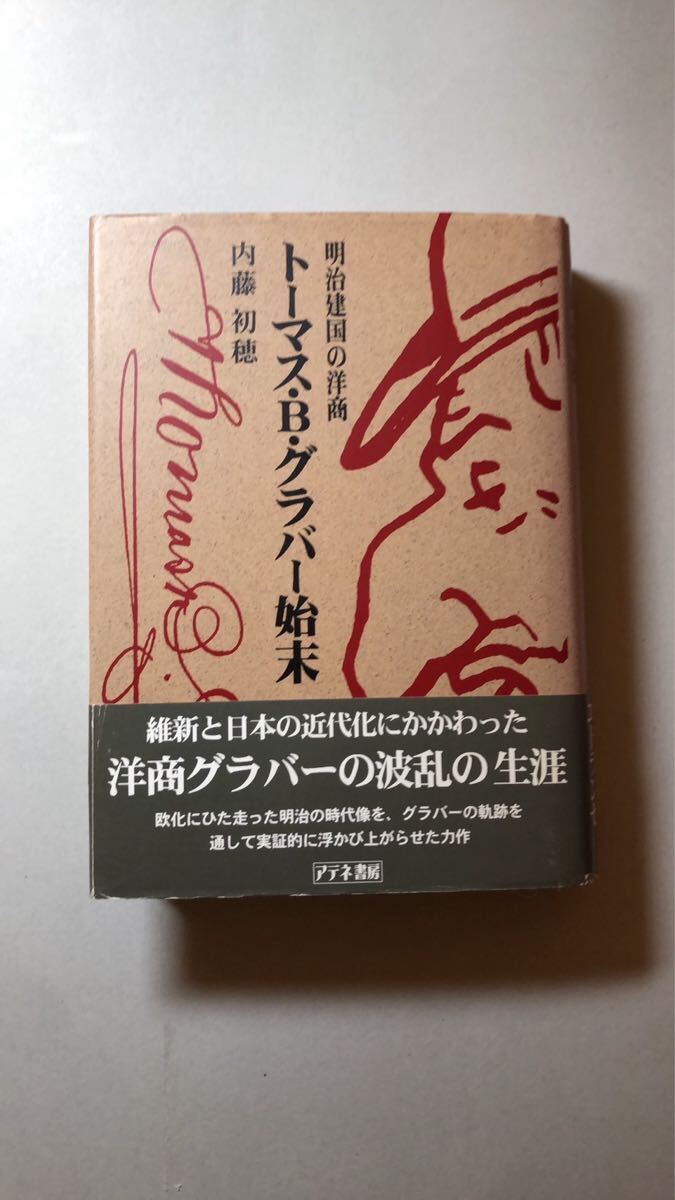 明治建国の洋商
トーマス・B・グラバー始末
内藤 初穂
Thomas B.
維新と日本の近代化にかかわった
洋商グラバーの波乱の生涯
欧化にひた走った明治の時代像を、グラバーの軌跡を
通して実証的に浮かび上がらせた力作
アテネ書房